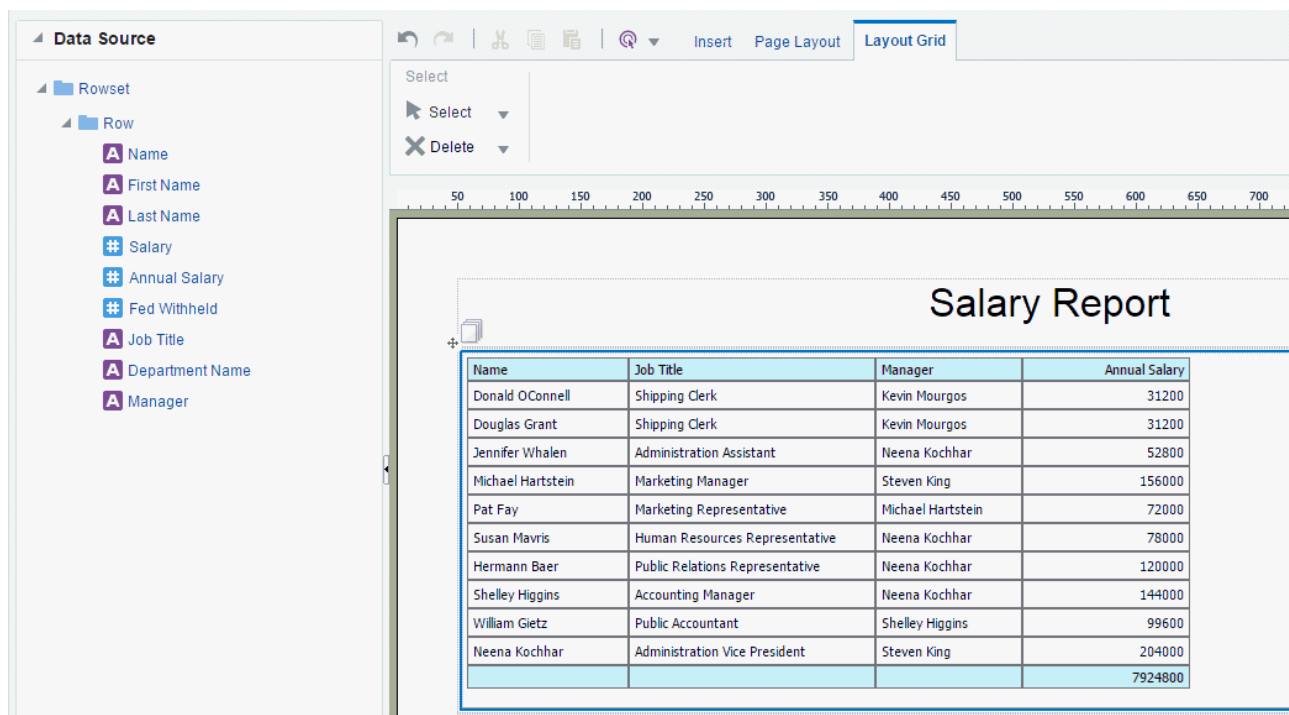 Data Source
Insert Page Layout Layout Grid
Select
Select
Delete
Rowset
Row
A Name
A First Name
A Last Name
# Salary
# Annual Salary
# Fed Withheld
A Job Title
A Department Name
A Manager
50 100 150 200 250 300 350 400 450 500 550 600 650 700
Salary Report
Name Job Title Manager Annual Salary
Donald OConnell Shipping Clerk Kevin Mourgos 31200
Douglas Grant Shipping Clerk Kevin Mourgos 31200
Jennifer Whalen Administration Assistant Neena Kochhar 52800
Michael Hartstein Marketing Manager Steven King 156000
Pat Fay Marketing Representative Michael Hartstein 72000
Susan Mavris Human Resources Representative Neena Kochhar 78000
Hermann Baer Public Relations Representative Neena Kochhar 120000
Shelley Higgins Accounting Manager Neena Kochhar 144000
William Gietz Public Accountant Shelley Higgins 99600
Neena Kochhar Administration Vice President Steven King 204000
7924800